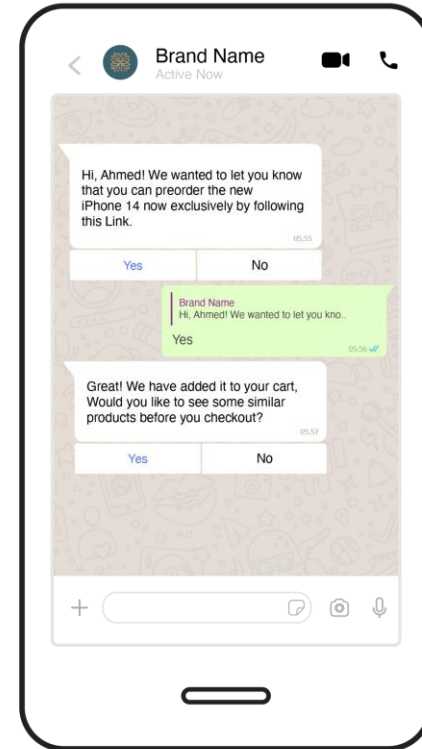 Brand Name
Active Now
Hi, Ahmed! We wanted to let you know
that you can preorder the new
iPhone 14 now exclusively by following
this Link.
05.55
Yes No
Brand Name
Hi, Ahmed! We wanted to let you kno..
Yes
05.56
Great! We have added it to your cart,
Would you like to see some similar
products before you checkout?
05.57
Yes No